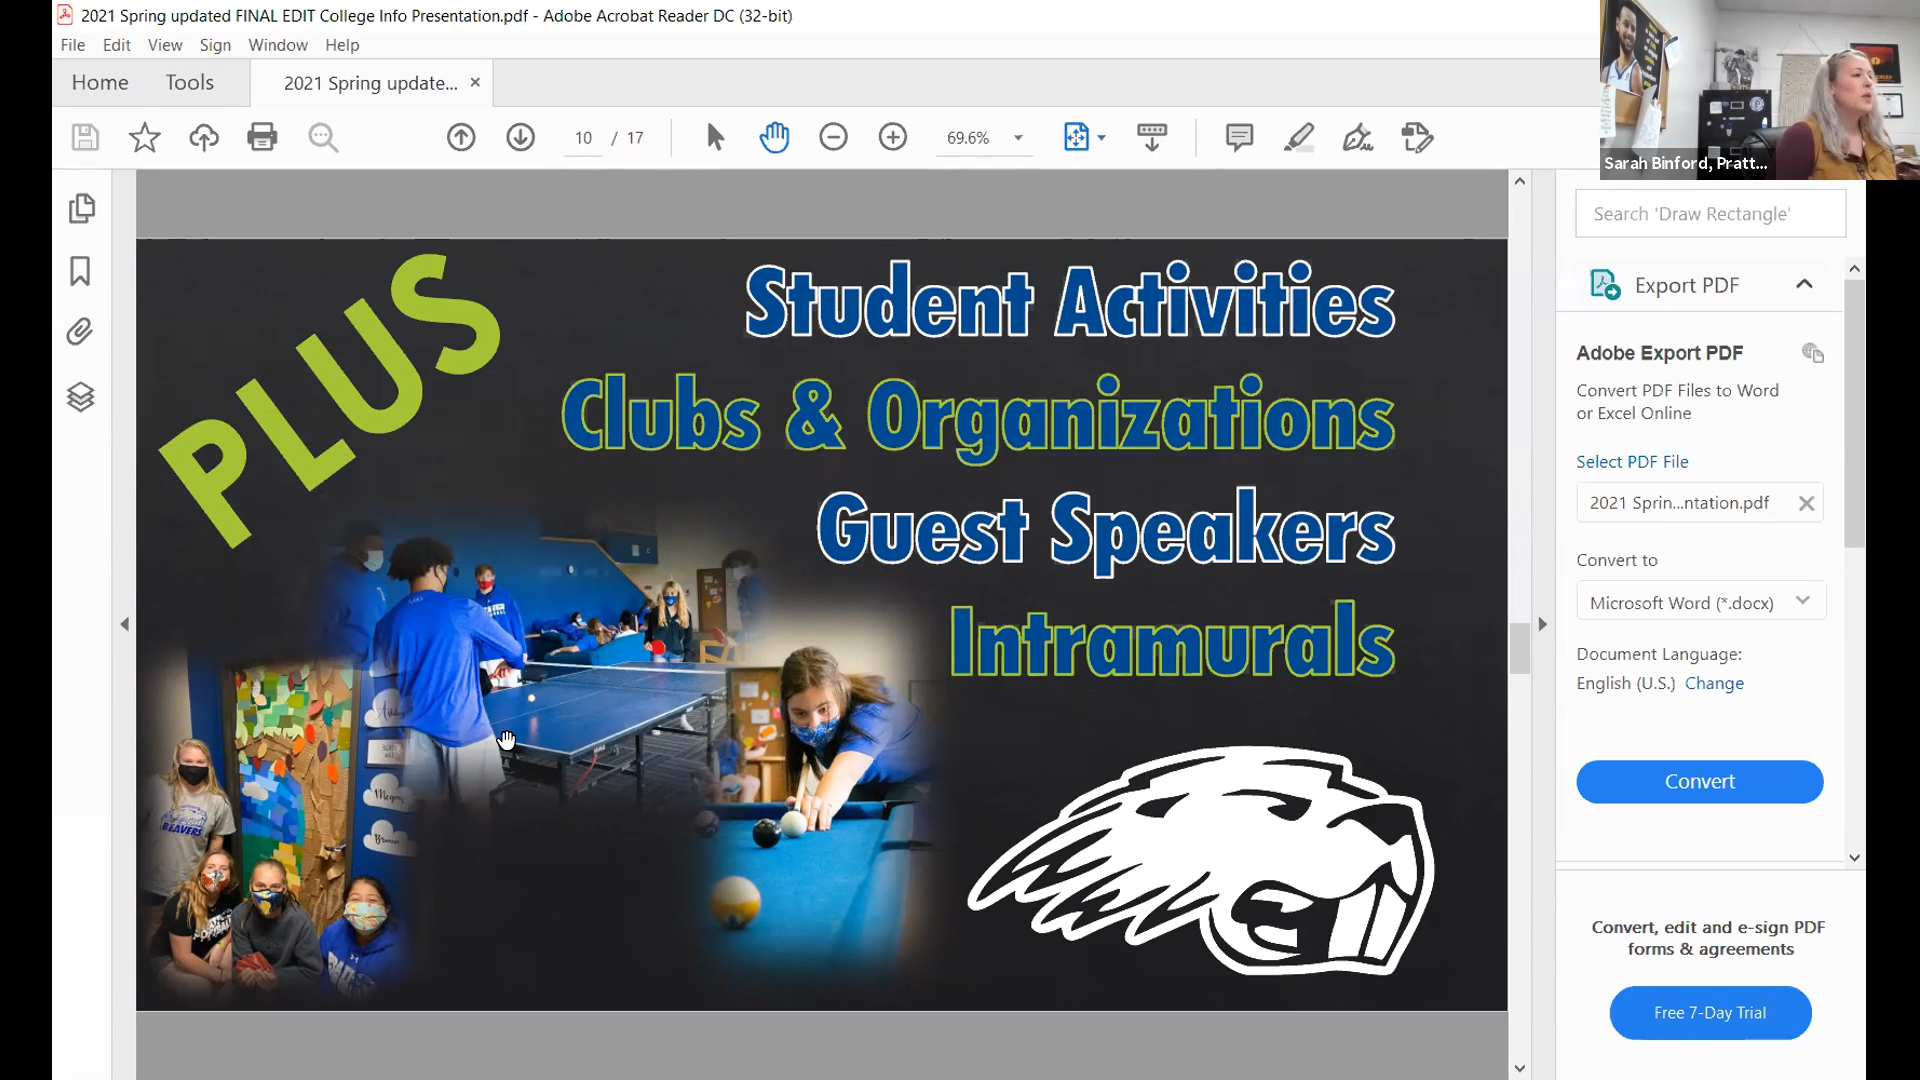 2021 Spring updated FINAL EDIT College Info Presentation.pdf - Adobe Acrobat Reader DC (32-bit)
File Edit View Sign Window Help
Home Tools 2021 Spring update... ×
10 / 17 69.6%
Sarah Binford, Pratt...
Search 'Draw Rectangle'
Export PDF
Adobe Export PDF
Convert PDF Files to Word
or Excel Online
Select PDF File
2021 Sprin...ntation.pdf
Convert to
Microsoft Word (*.docx)
Document Language:
English (U.S.) Change
Convert
Convert, edit and e-sign PDF
forms & agreements
Free 7-Day Trial
PLUS
Student Activities
Clubs & Organizations
Guest Speakers
Intramurals
BEAVERS